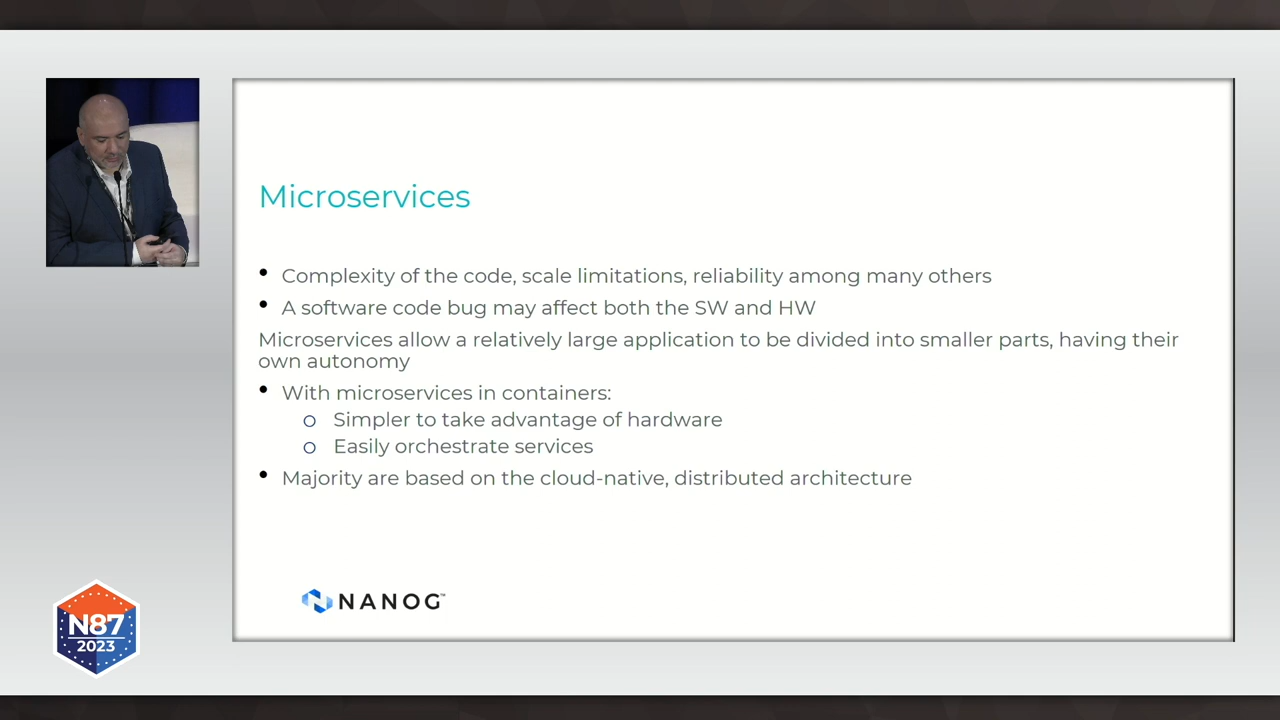 Microservices
• Complexity of the code, scale limitations, reliability among many others
• A software code bug may affect both the SW and HW
Microservices allow a relatively large application to be divided into smaller parts, having their
own autonomy
• With microservices in containers:
o Simpler to take advantage of hardware
o Easily orchestrate services
• Majority are based on the cloud-native, distributed architecture
NANOG™
N87
2023